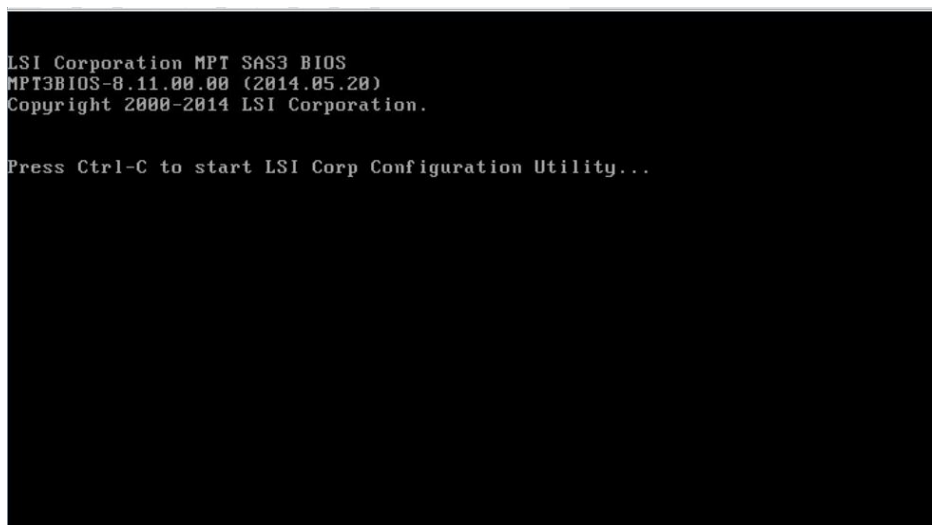 LSI Corporation MPT SAS3 BIOS
MPT3BIOS-8.11.00.00 (2014.05.20)
Copyright 2000-2014 LSI Corporation.
Press Ctrl-C to start LSI Corp Configuration Utility...